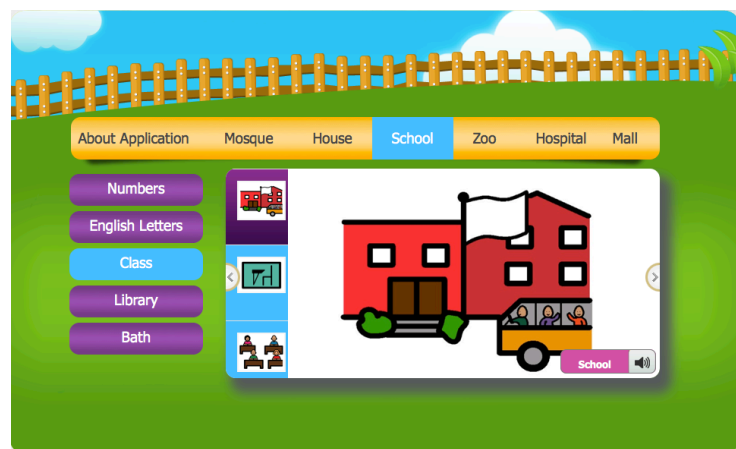 About Application Mosque House School Zoo Hospital Mall
Numbers
English Letters
Class
Library
Bath
School